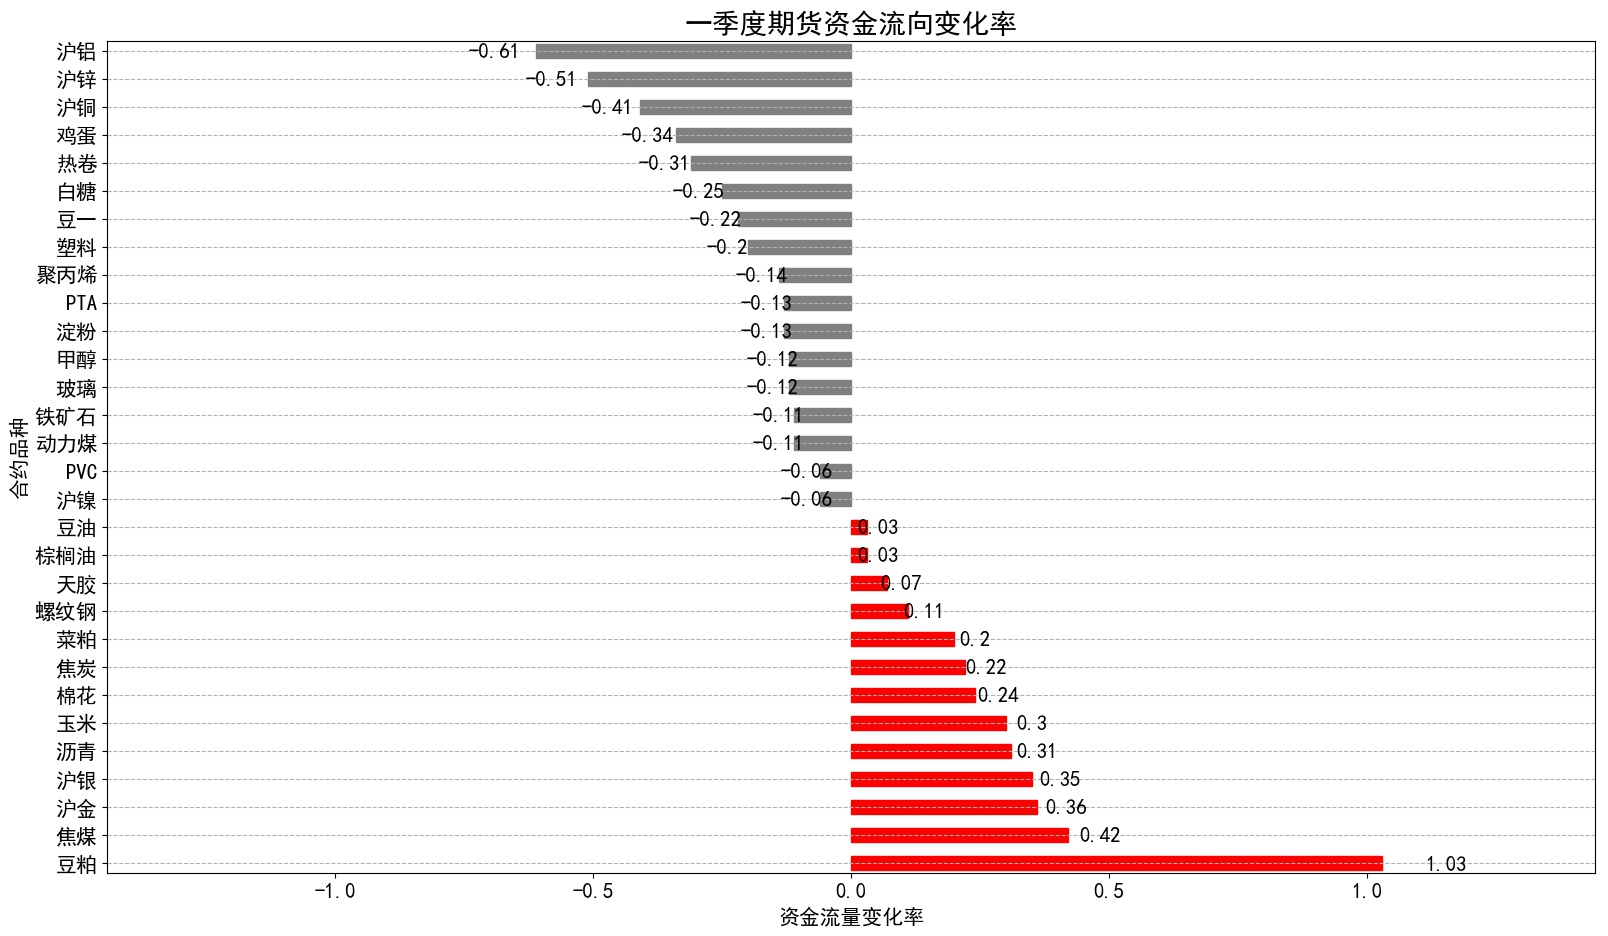 一季度期货资金流向变化率
沪铝 -0.61
沪锌 -0.51
沪铜 -0.41
鸡蛋 -0.34
热卷 -0.31
白糖 -0.25
豆一 -0.22
塑料 -0.2
聚丙烯 -0.14
PTA -0.13
淀粉 -0.13
甲醇 -0.12
玻璃 -0.12
铁矿石 -0.11
动力煤 -0.11
PVC -0.06
沪镍 -0.06
豆油 0.03
棕榈油 0.03
天胶 0.07
螺纹钢 0.11
菜粕 0.2
焦炭 0.22
棉花 0.24
玉米 0.3
沥青 0.31
沪银 0.35
沪金 0.36
焦煤 0.42
豆粕 1.03
合约品种
-1.0 -0.5 0.0 0.5 1.0
资金流量变化率